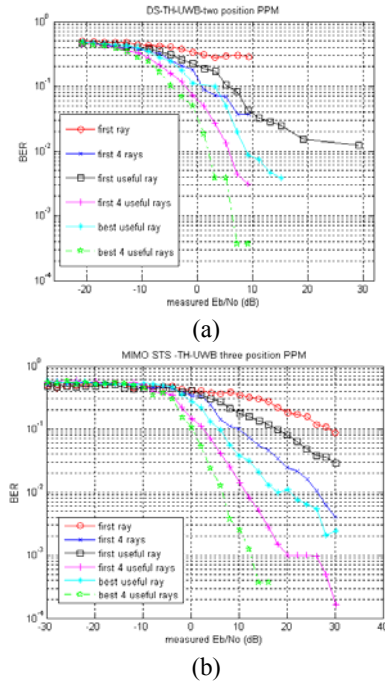 DS-TH-UWB-two position PPM
10⁰
10⁻¹
10⁻²
10⁻³
10⁻⁴
BER
first ray
first 4 rays
first useful ray
first 4 useful rays
best useful ray
best 4 useful rays
-20 -10 0 10 20 30
measured Eb/No (dB)
(a)
MIMO STS -TH-UWB three position PPM
10⁰
10⁻¹
10⁻²
10⁻³
10⁻⁴
BER
first ray
first 4 rays
first useful ray
first 4 useful rays
best useful ray
best 4 useful rays
-30 -20 -10 0 10 20 30 40
measured Eb/No (dB)
(b)